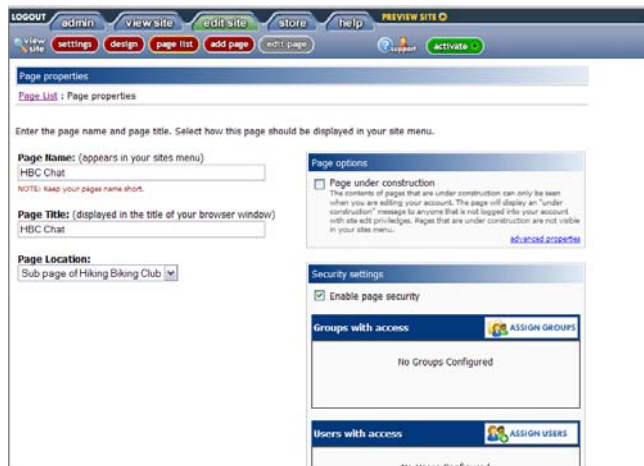 LOGOUT
admin
view site
edit site
store
help
PREVIEW SITE
view site
settings
design
page list
add page
edit page
support
activate
Page properties
Page List : Page properties
Enter the page name and page title. Select how this page should be displayed in your site menu.
Page Name: (appears in your sites menu)
HBC Chat
NOTE: Keep your pages name short.
Page Title: (displayed in the title of your browser window)
HBC Chat
Page Location:
Sub page of Hiking Biking Club
Page options
Page under construction
The contents of pages that are under construction can only be seen
when you are editing your account. The page will display an "under
construction" message to anyone that is not logged into your account
with site edit priviledges. Pages that are under construction are not visible
in your sites menu.
advanced properties
Security settings
Enable page security
Groups with access
ASSIGN GROUPS
No Groups Configured
Users with access
ASSIGN USERS
No Users Configured